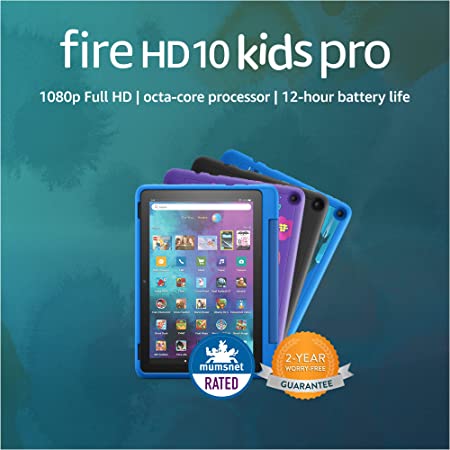 fire HD 10 kids pro
1080p Full HD | octa-core processor | 12-hour battery life
mumsnet
RATED
2-YEAR
WORRY-FREE
GUARANTEE